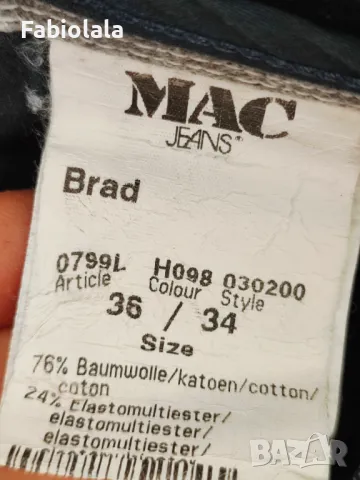 Fabiolala
MAC
JEANS
Brad
0799L H098 030200
Article Colour Style
36 / 34
Size
76% Baumwolle/katoen/cotton/
coton
24% Elastomultiester/
elastomultiester/
elastomultiester
BAZAR